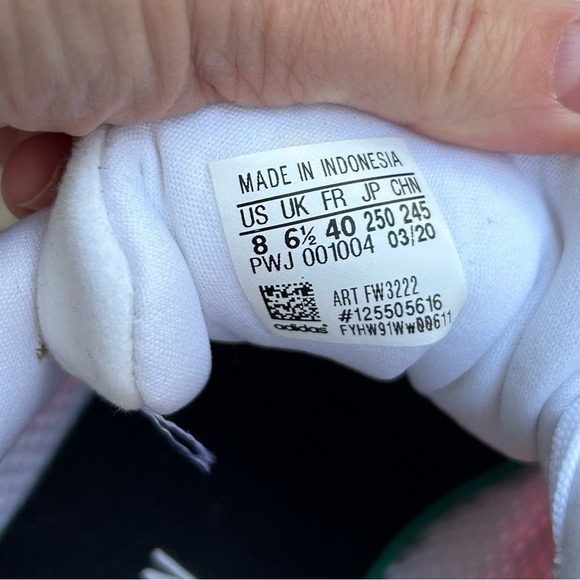 MADE IN INDONESIA
US UK FR JP CHN
8 6½ 40 250 245
PWJ 001004 03/20
ART FW3222
#125505616
adidas FYHW91Ww00611